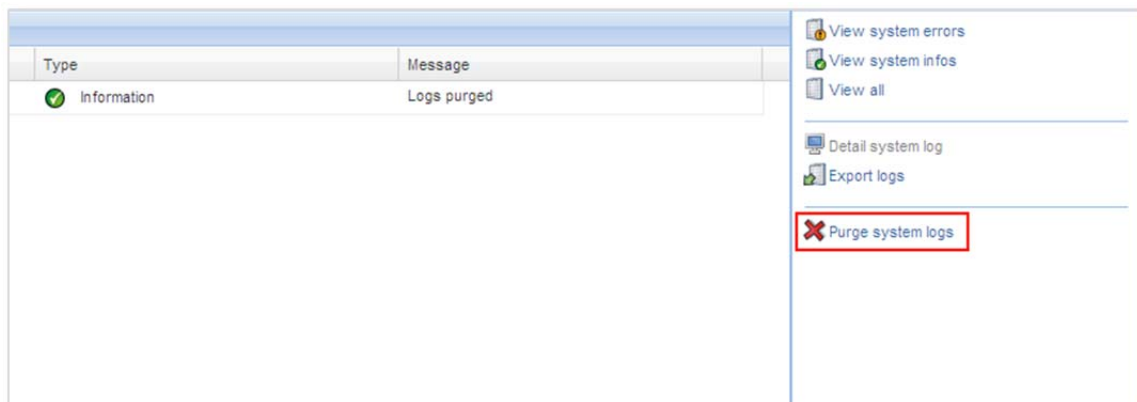 Type Message
Information Logs purged
View system errors
View system infos
View all
Detail system log
Export logs
Purge system logs